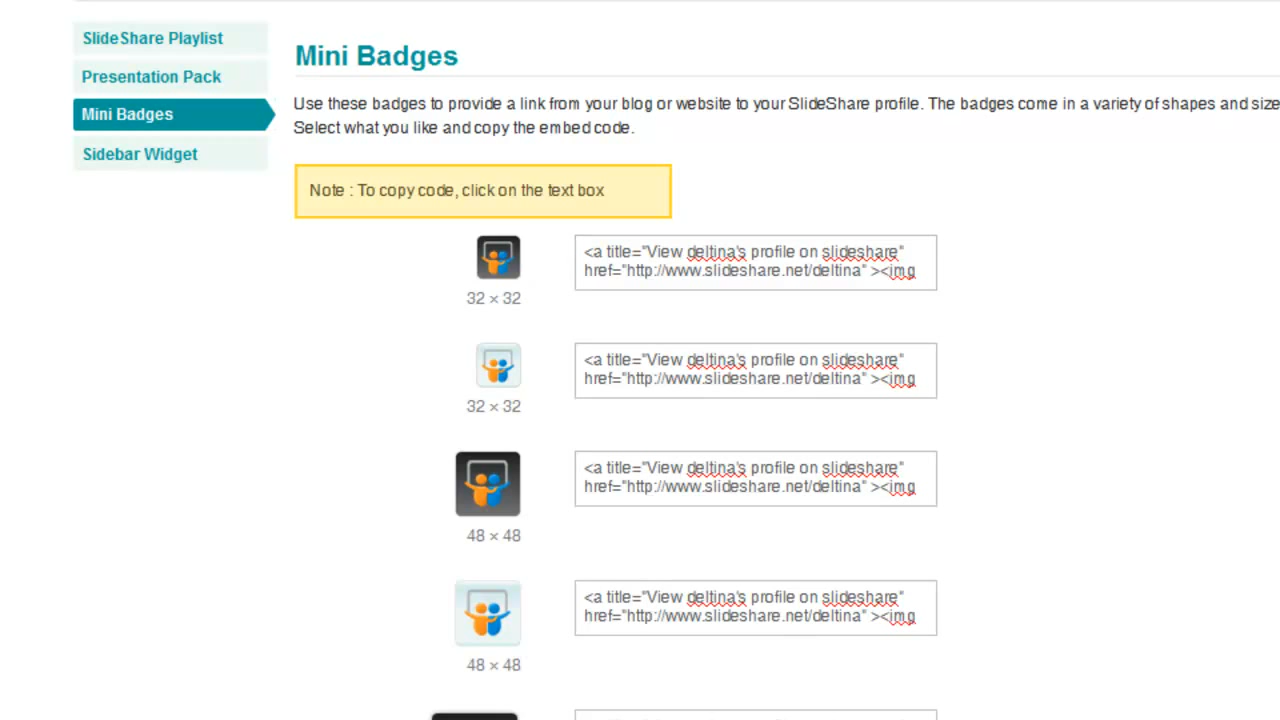 SlideShare Playlist
Presentation Pack
Mini Badges
Sidebar Widget
Mini Badges
Use these badges to provide a link from your blog or website to your SlideShare profile. The badges come in a variety of shapes and size
Select what you like and copy the embed code.
Note : To copy code, click on the text box
<a title="View deltina's profile on slideshare"
href="http://www.slideshare.net/deltina" ><img
32 × 32
<a title="View deltina's profile on slideshare"
href="http://www.slideshare.net/deltina" ><img
32 × 32
<a title="View deltina's profile on slideshare"
href="http://www.slideshare.net/deltina" ><img
48 × 48
<a title="View deltina's profile on slideshare"
href="http://www.slideshare.net/deltina" ><img
48 × 48